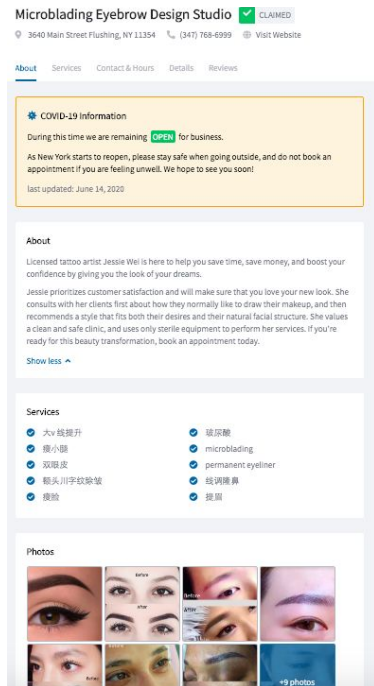 Microblading Eyebrow Design Studio CLAIMED
3640 Main Street Flushing, NY 11354 (347) 768-6999 Visit Website
About Services Contact & Hours Details Reviews
COVID-19 Information
During this time we are remaining OPEN for business.
As New York starts to reopen, please stay safe when going outside, and do not book an
appointment if you are feeling unwell. We hope to see you soon!
last updated: June 14, 2020
About
Licensed tattoo artist Jessie Wei is here to help you save time, save money, and boost your
confidence by giving you the look of your dreams.
Jessie prioritizes customer satisfaction and will make sure that you love your new look. She
consults with her clients first about how they normally like to draw their makeup, and then
recommends a style that fits both their desires and their natural facial structure. She values
a clean and safe clinic, and uses only sterile equipment to perform her services. If you're
ready for this beauty transformation, book an appointment today.
Show less
Services
大v线提升 玻尿酸
瘦小腿 microblading
双眼皮 permanent eyeliner
额头川字纹除皱 线调隆鼻
瘦脸 提眉
Photos
Before
Before
After
After
Before
Before
+9 photos